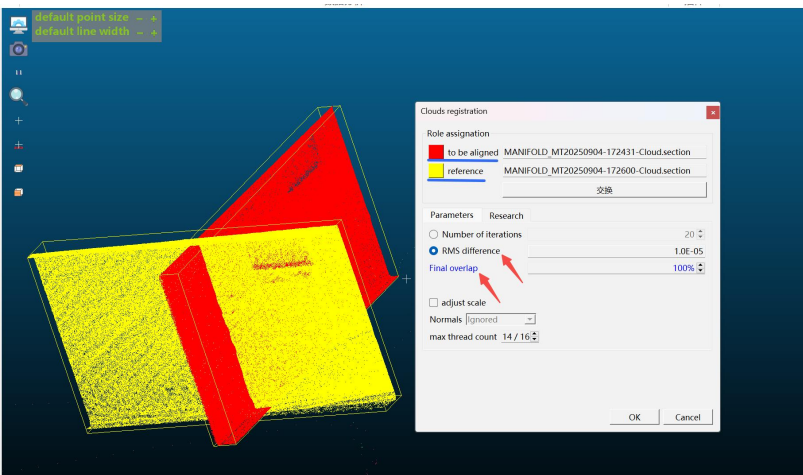 default point size – +
default line width – +
Clouds registration
×
Role assignation
to be aligned MANIFOLD_MT20250904-172431-Cloud.section
reference MANIFOLD_MT20250904-172600-Cloud.section
交换
Parameters Research
Number of iterations 20
RMS difference 1.0E-05
Final overlap 100%
adjust scale
Normals Ignored
max thread count 14 / 16
OK Cancel